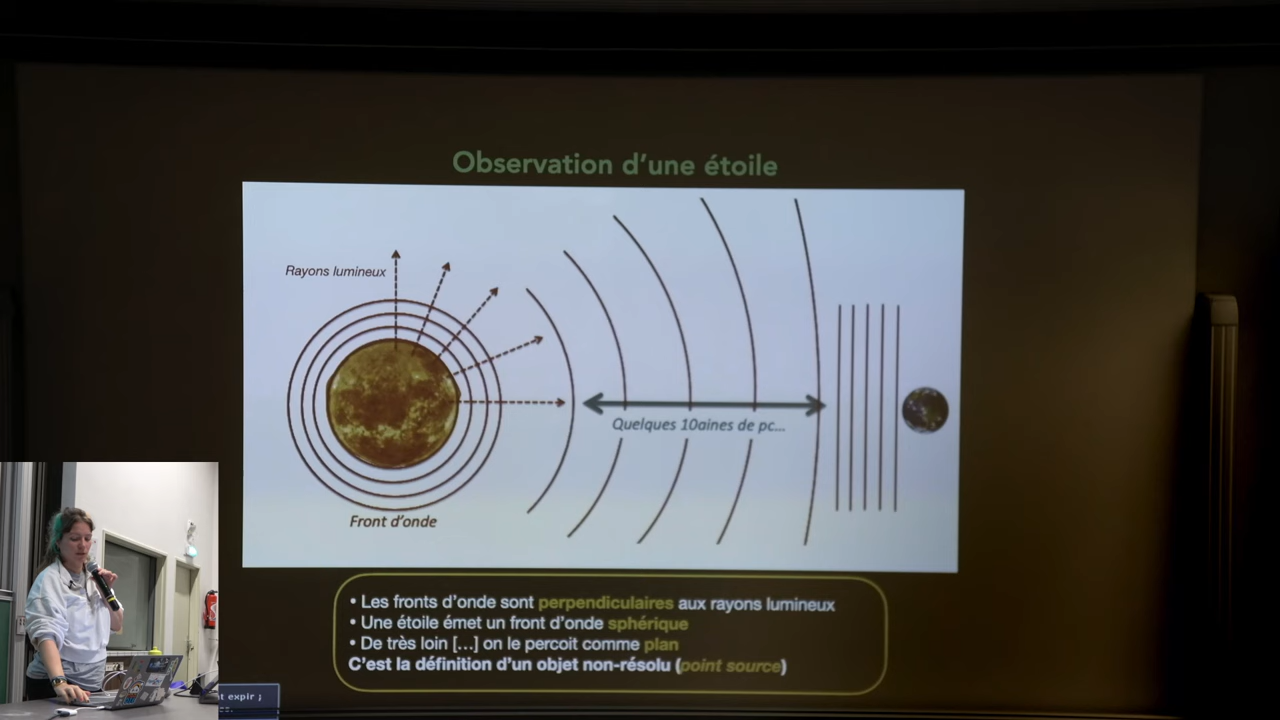 Observation d'une étoile
Rayons lumineux
Quelques 10aines de pc...
Front d'onde
• Les fronts d'onde sont perpendiculaires aux rayons lumineux
• Une étoile émet un front d'onde sphérique
• De très loin [...] on le percoit comme plan
C'est la définition d'un objet non-résolu (point source)
t expir ;